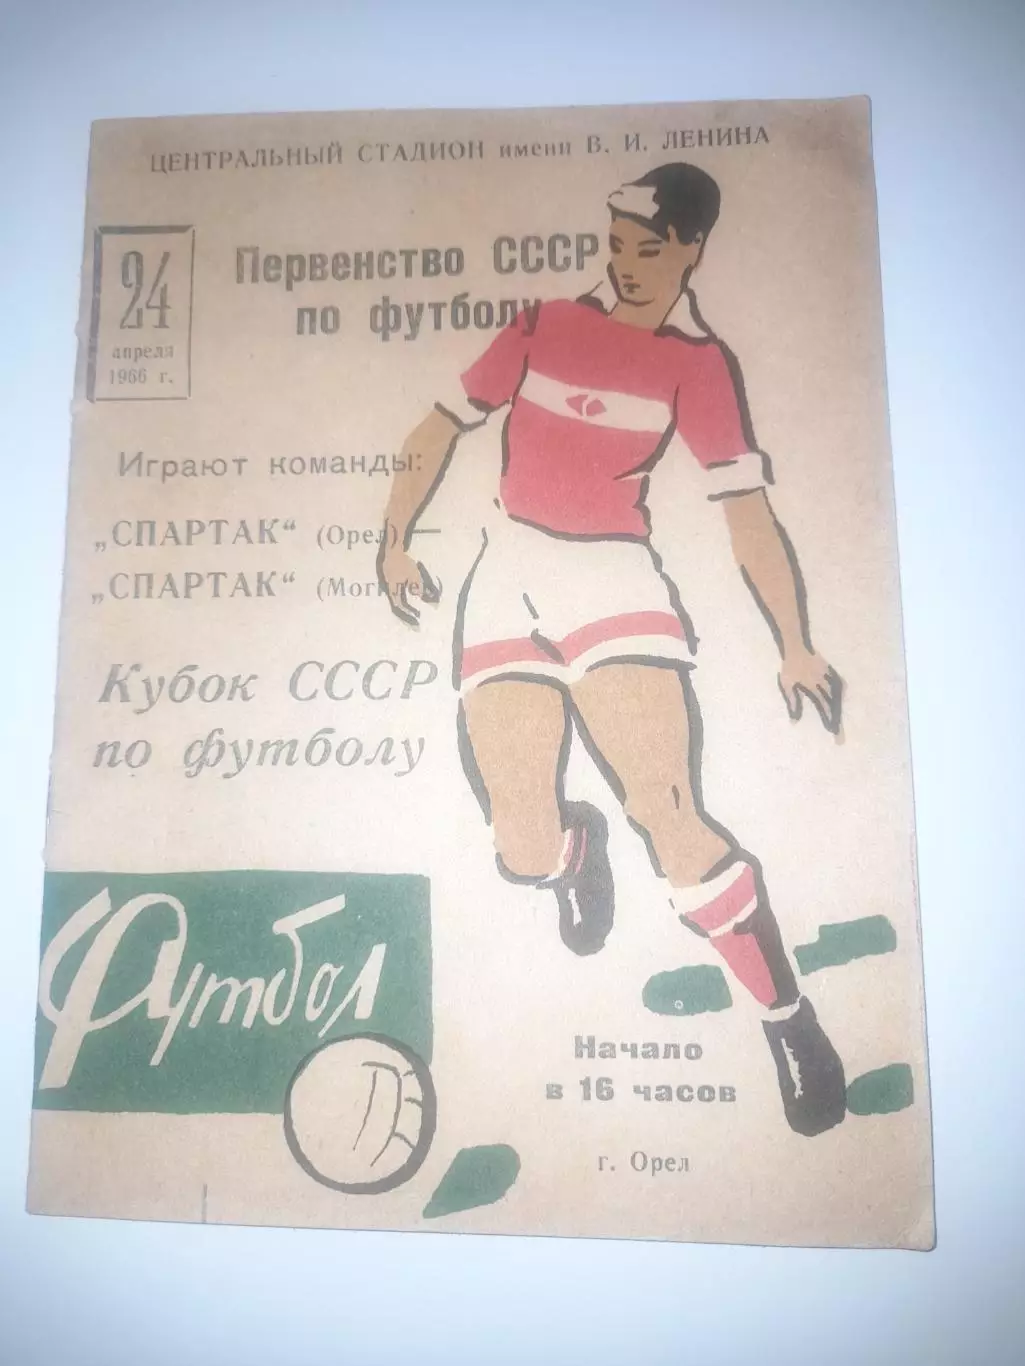 ЦЕНТРАЛЬНЫЙ СТАДИОН имени В. И. ЛЕНИНА
24
апреля
1966 г.
Первенство СССР
по футболу
Играют команды:
„СПАРТАК“ (Орел) —
„СПАРТАК“ (Могилев)
Кубок СССР
по футболу
Футбол
Начало
в 16 часов
г. Орел